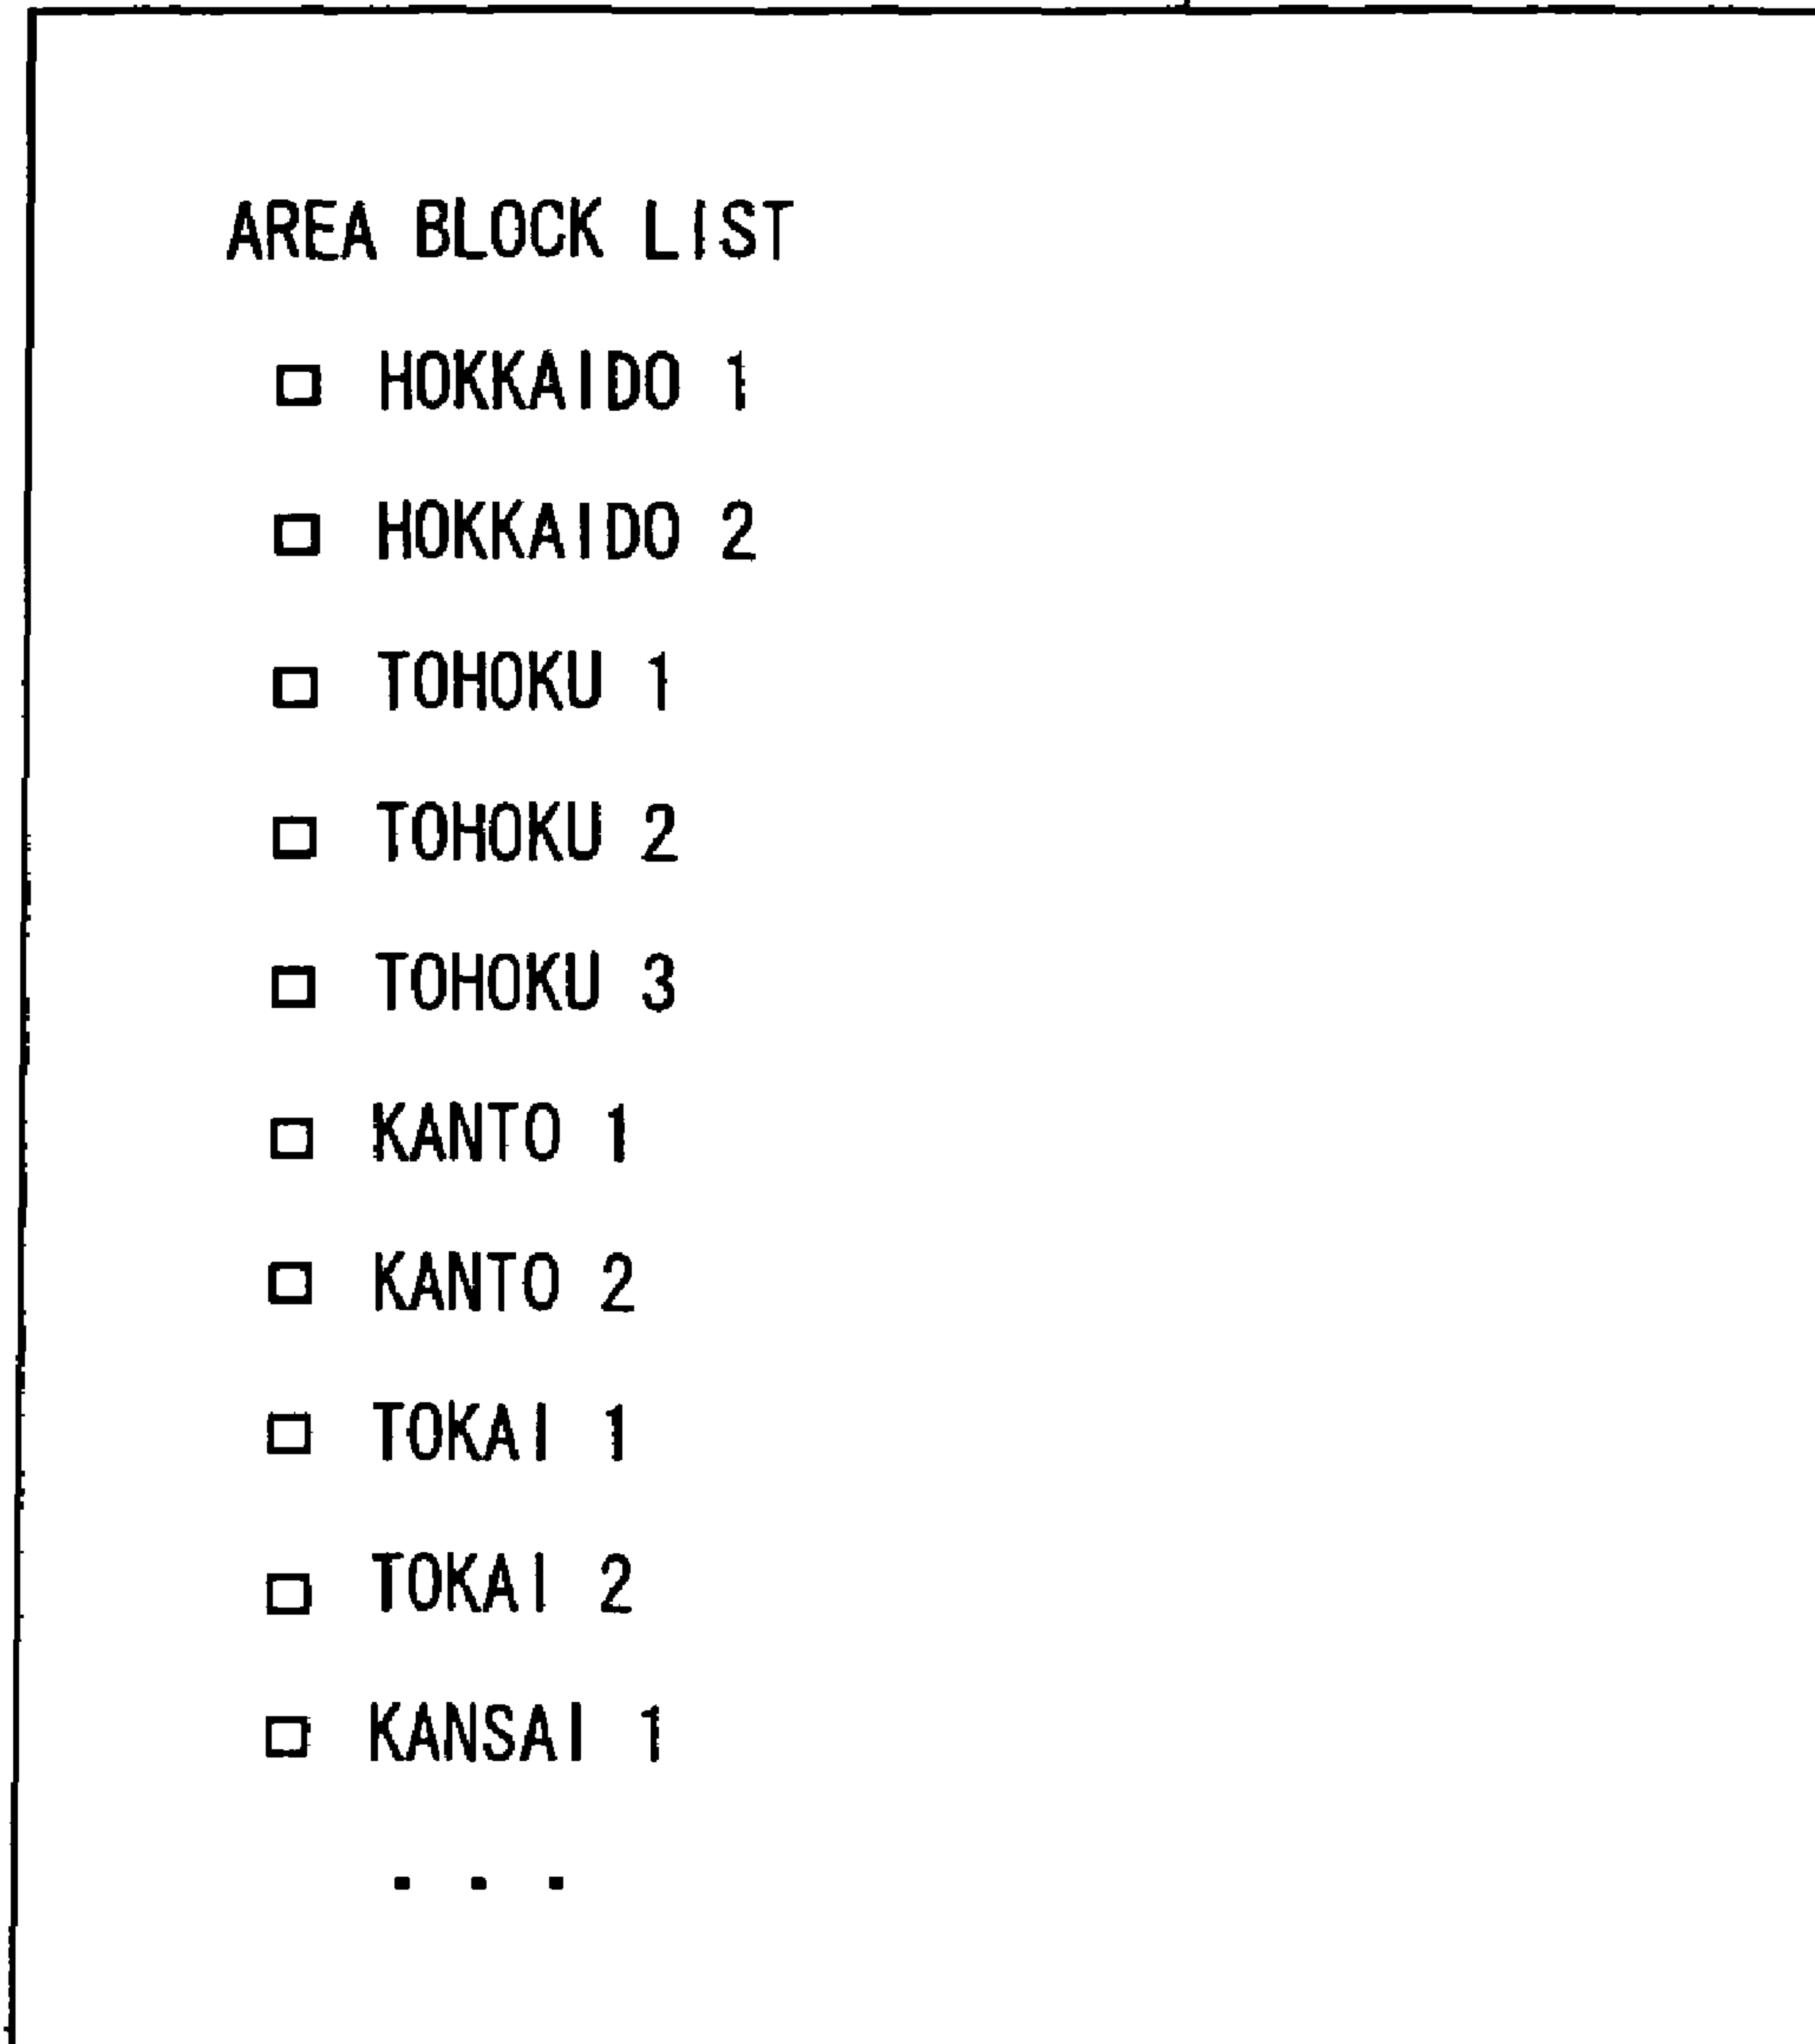 AREA BLOCK LIST
□ HOKKAIDO 1
□ HOKKAIDO 2
□ TOHOKU 1
□ TOHOKU 2
□ TOHOKU 3
□ KANTO 1
□ KANTO 2
□ TOKAI 1
□ TOKAI 2
□ KANSAI 1
. . .